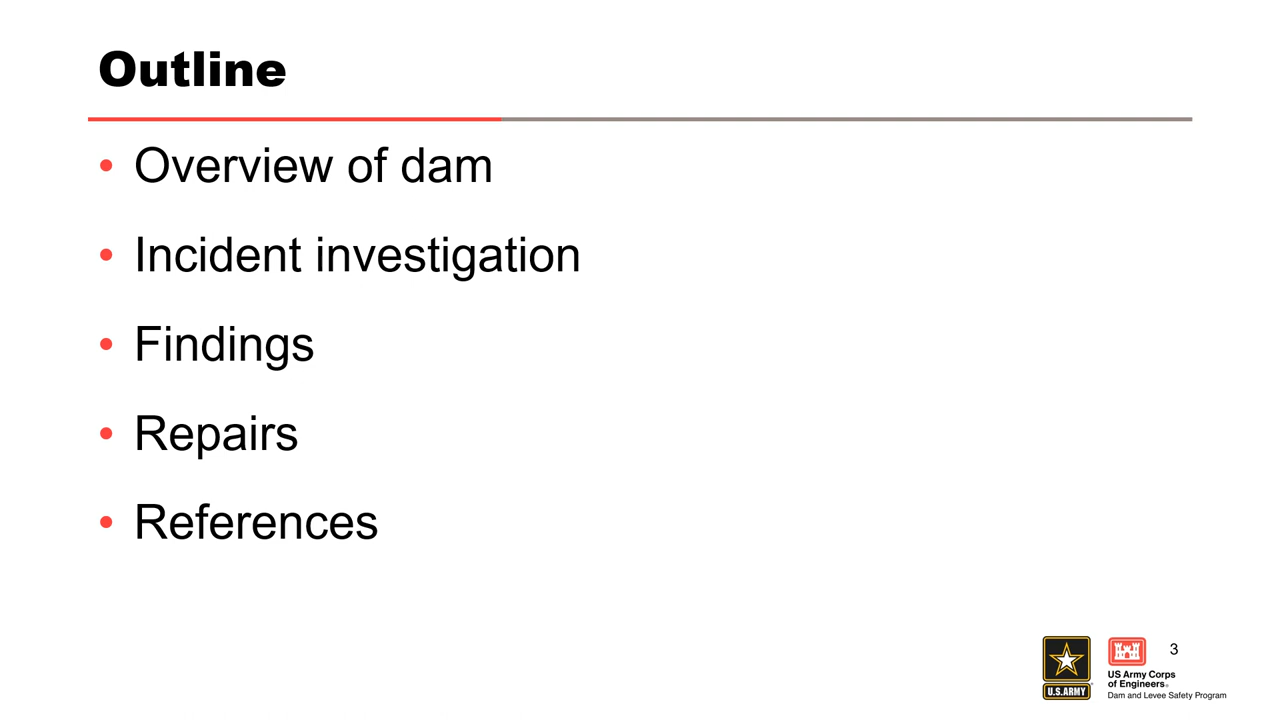 Outline
• Overview of dam
• Incident investigation
• Findings
• Repairs
• References
3
U.S.ARMY
US Army Corps
of Engineers®
Dam and Levee Safety Program